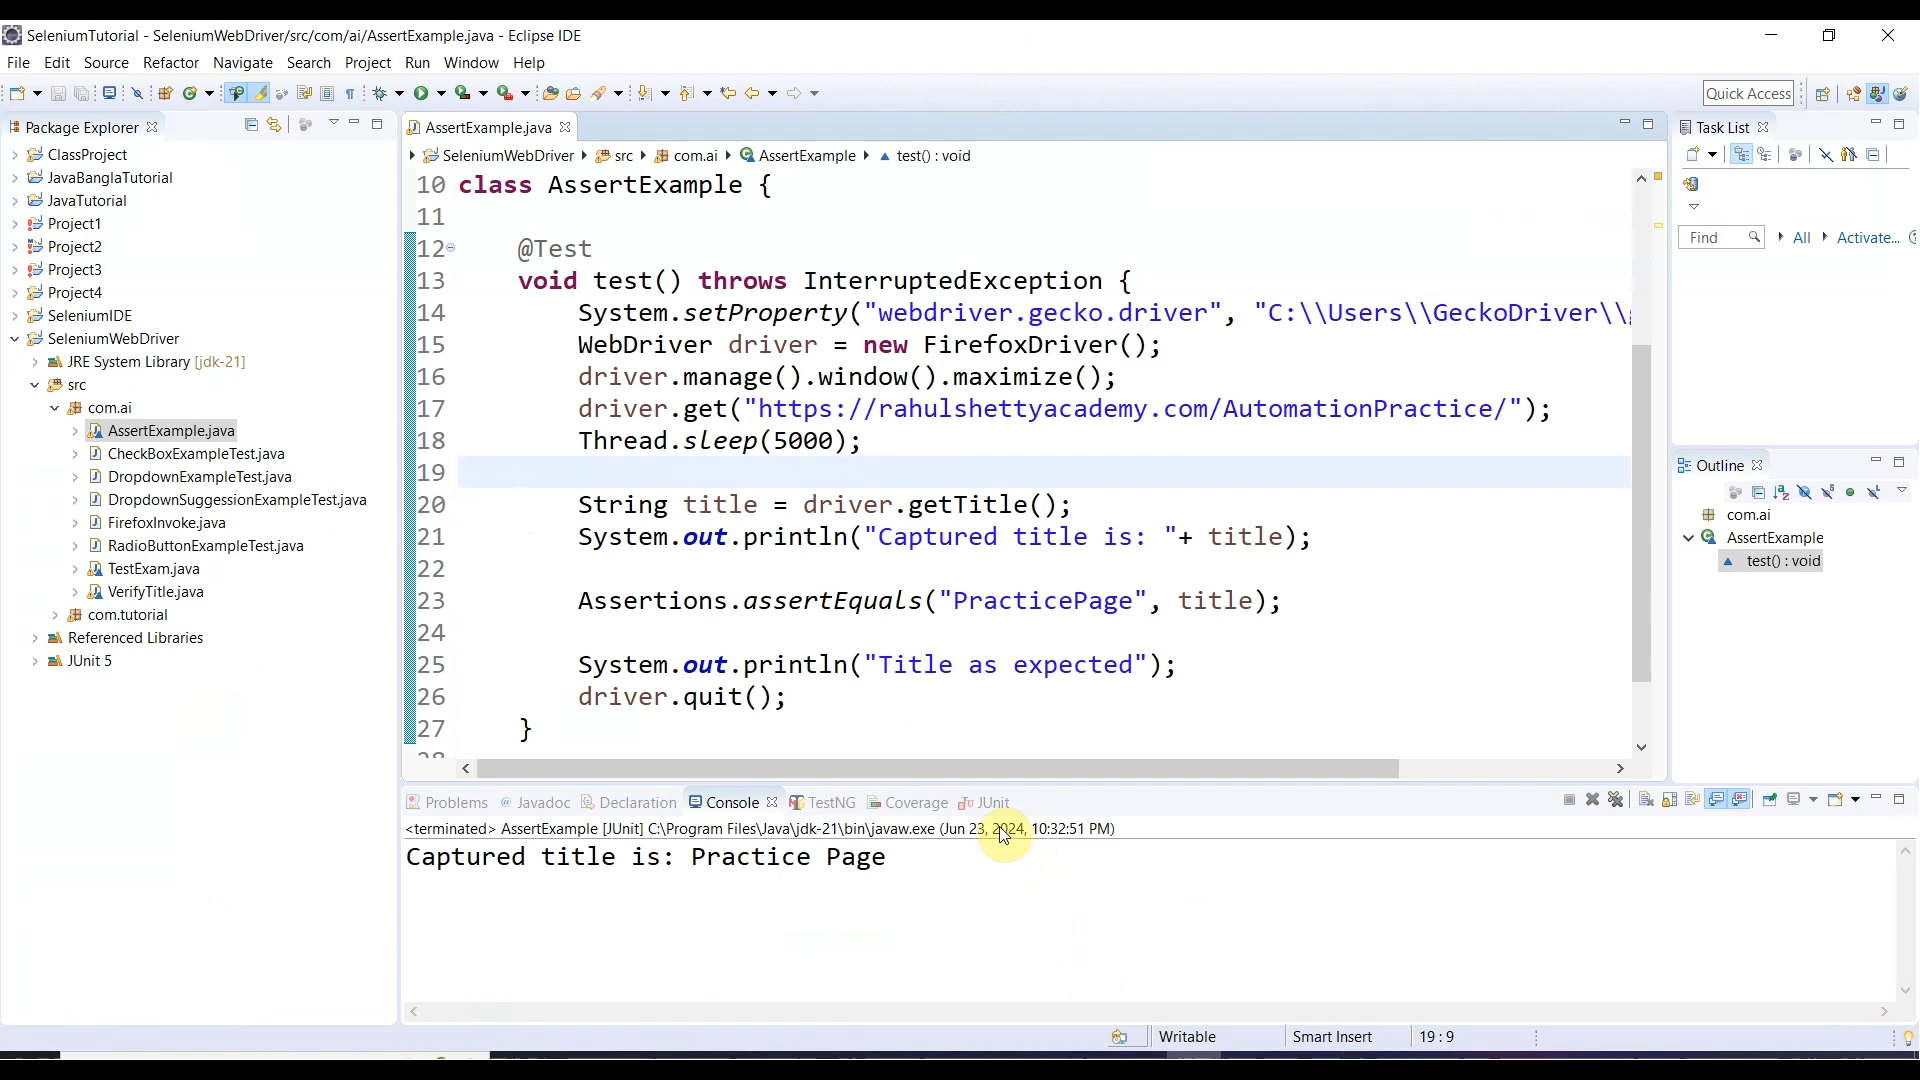 SeleniumTutorial - SeleniumWebDriver/src/com/ai/AssertExample.java - Eclipse IDE
File Edit Source Refactor Navigate Search Project Run Window Help
Quick Access
Package Explorer
ClassProject
JavaBanglaTutorial
JavaTutorial
Project1
Project2
Project3
Project4
SeleniumIDE
SeleniumWebDriver
JRE System Library [jdk-21]
src
com.ai
AssertExample.java
CheckBoxExampleTest.java
DropdownExampleTest.java
DropdownSuggessionExampleTest.java
FirefoxInvoke.java
RadioButtonExampleTest.java
TestExam.java
VerifyTitle.java
com.tutorial
Referenced Libraries
JUnit 5
AssertExample.java
SeleniumWebDriver src com.ai AssertExample test() : void
10 class AssertExample {
11
12 @Test
13 void test() throws InterruptedException {
14 System.setProperty("webdriver.gecko.driver", "C:\\Users\\GeckoDriver\\
15 WebDriver driver = new FirefoxDriver();
16 driver.manage().window().maximize();
17 driver.get("https://rahulshettyacademy.com/AutomationPractice/");
18 Thread.sleep(5000);
19
20 String title = driver.getTitle();
21 System.out.println("Captured title is: "+ title);
22
23 Assertions.assertEquals("PracticePage", title);
24
25 System.out.println("Title as expected");
26 driver.quit();
27 }
Problems Javadoc Declaration Console TestNG Coverage JUnit
<terminated> AssertExample [JUnit] C:\Program Files\Java\jdk-21\bin\javaw.exe (Jun 23, 2024, 10:32:51 PM)
Captured title is: Practice Page
Task List
Find All Activate...
Outline
com.ai
AssertExample
test() : void
Writable Smart Insert 19 : 9